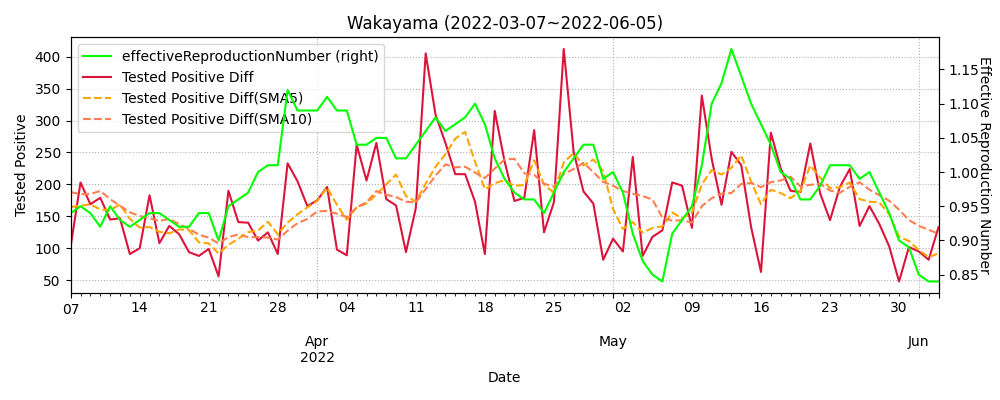 Wakayama (2022-03-07~2022-06-05)
effectiveReproductionNumber (right)
Tested Positive Diff
Tested Positive Diff(SMA5)
Tested Positive Diff(SMA10)
Tested Positive
400
350
300
250
200
150
100
50
1.15
1.10
1.05
1.00
0.95
0.90
0.85
Effective Reproduction Number
07 14 21 28 04 11 18 25 02 09 16 23 30
Apr May Jun
2022
Date